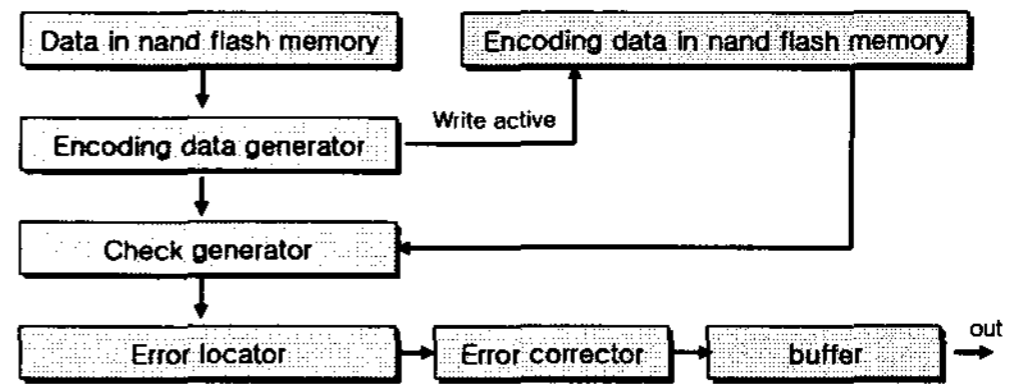 Data in nand flash memory
Encoding data in nand flash memory
Write active
Encoding data generator
Check generator
Error locator
Error corrector
buffer
out